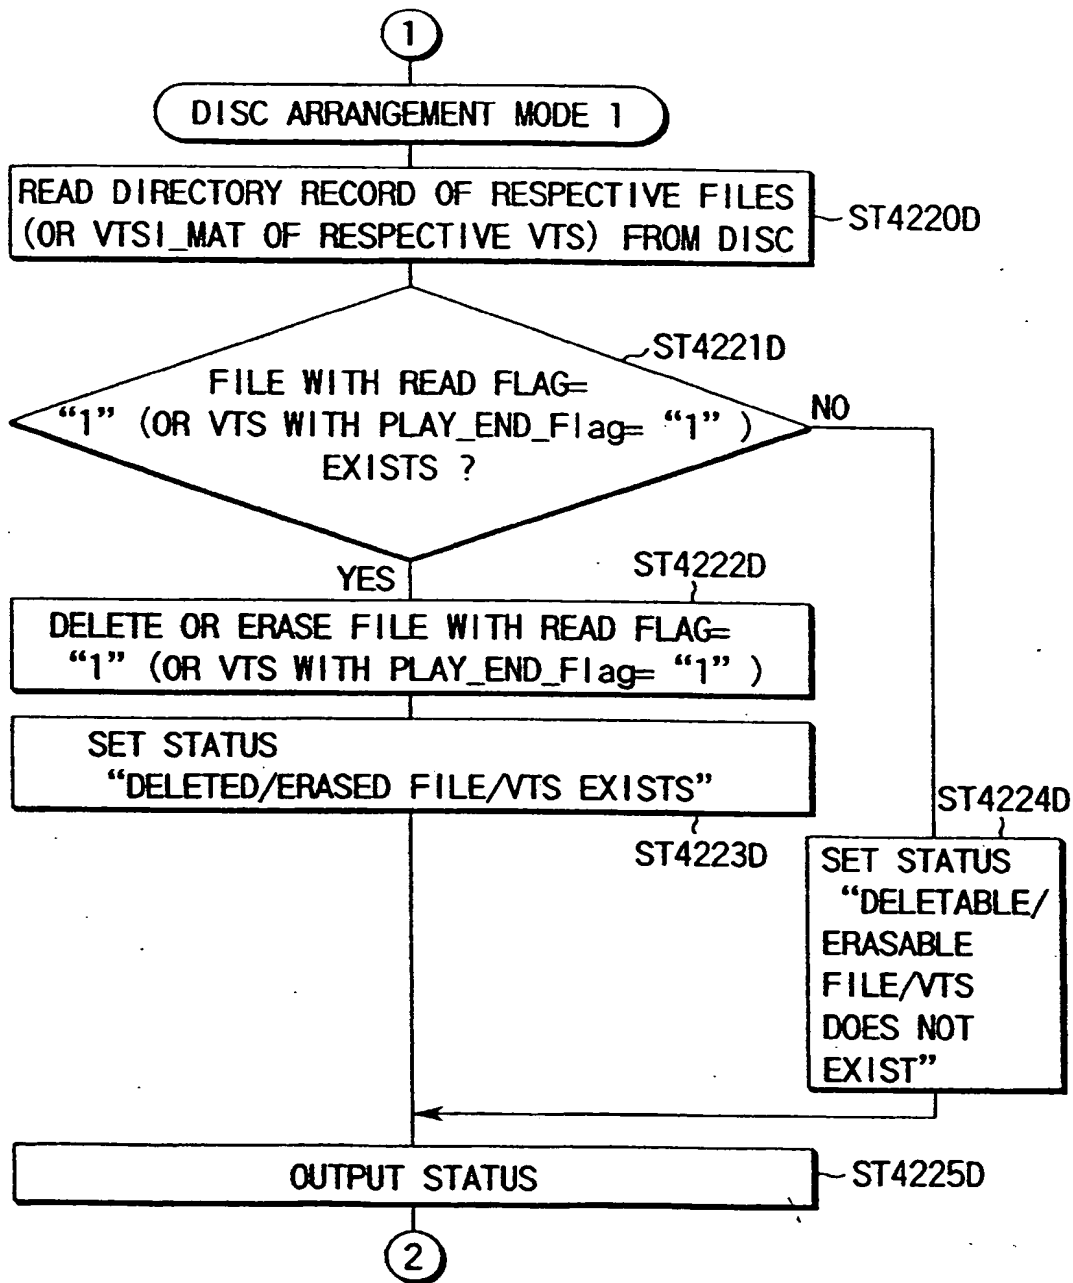 1
DISC ARRANGEMENT MODE 1
READ DIRECTORY RECORD OF RESPECTIVE FILES
(OR VTSI_MAT OF RESPECTIVE VTS) FROM DISC
ST4220D
ST4221D
FILE WITH READ FLAG=
“1” (OR VTS WITH PLAY_END_Flag= “1” )
EXISTS ?
NO
YES
ST4222D
DELETE OR ERASE FILE WITH READ FLAG=
“1” (OR VTS WITH PLAY_END_Flag= “1” )
SET STATUS
“DELETED/ERASED FILE/VTS EXISTS”
ST4223D
ST4224D
SET STATUS
“DELETABLE/
ERASABLE
FILE/VTS
DOES NOT
EXIST”
OUTPUT STATUS
ST4225D
2